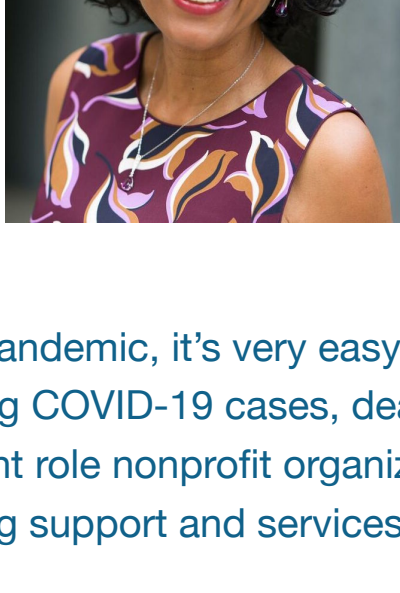 andemic, it's very easy
g COVID-19 cases, dea
nt role nonprofit organiz
g support and services